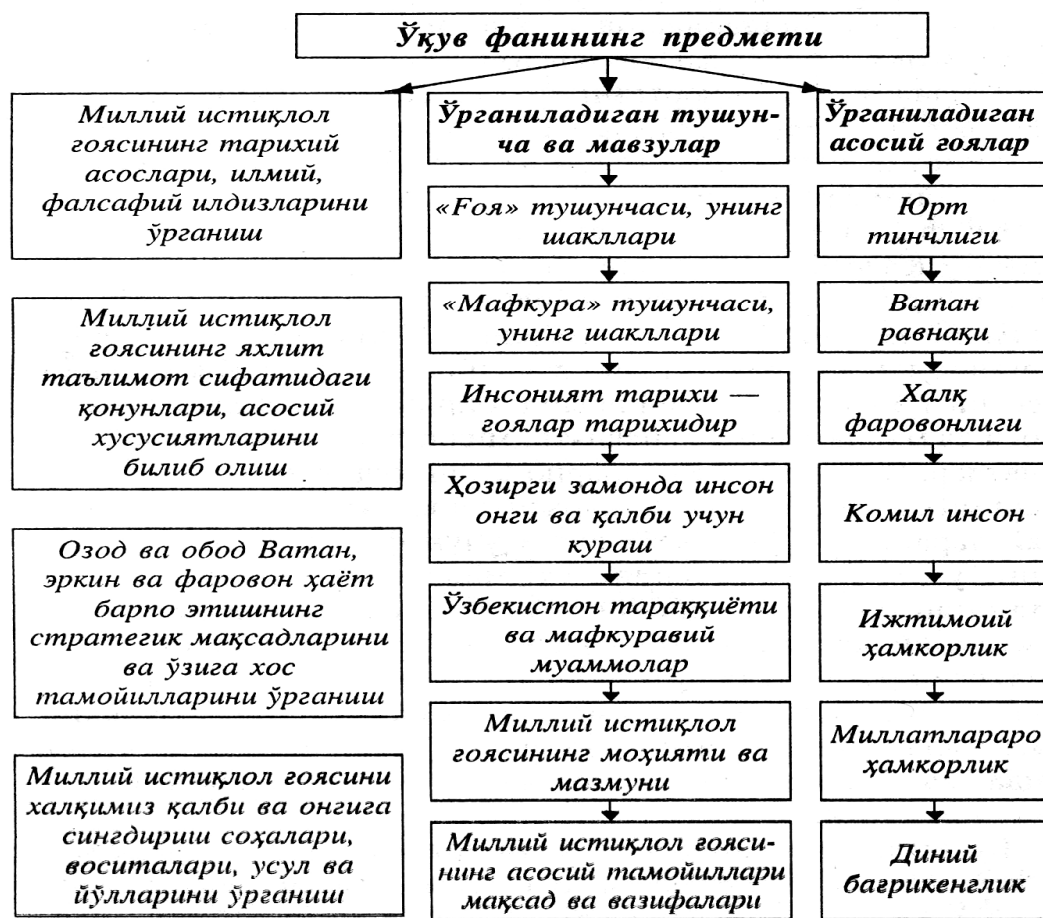 Ўқув фанининг предмети
Миллий истиқлол
ғоясининг тарихий
асослари, илмий,
фалсафий илдизларини
ўрганиш
Миллий истиқлол
ғоясининг яхлит
таълимот сифатидаги
қонунлари, асосий
хусусиятларини
билиб олиш
Озод ва обод Ватан,
эркин ва фаровон ҳаёт
барпо этишнинг
стратегик мақсадларини
ва ўзига хос
тамойилларини ўрганиш
Миллий истиқлол ғоясини
халқимиз қалби ва онгига
сингдириш соҳалари,
воситалари, усул ва
йўлларини ўрганиш
Ўрганиладиган тушун-
ча ва мавзулар
«Ғоя» тушунчаси, унинг
шакллари
«Мафкура» тушунчаси,
унинг шакллари
Инсоният тарихи —
ғоялар тарихидир
Ҳозирги замонда инсон
онги ва қалби учун
кураш
Ўзбекистон тараққиёти
ва мафкуравий
муаммолар
Миллий истиқлол
ғоясининг моҳияти ва
мазмуни
Миллий истиқлол ғояси-
нинг асосий тамойиллари
мақсад ва вазифалари
Ўрганиладиган
асосий ғоялар
Юрт
тинчлиги
Ватан
равнақи
Халқ
фаровонлиги
Комил инсон
Ижтимоий
ҳамкорлик
Миллатлараро
ҳамкорлик
Диний
бағрикенглик